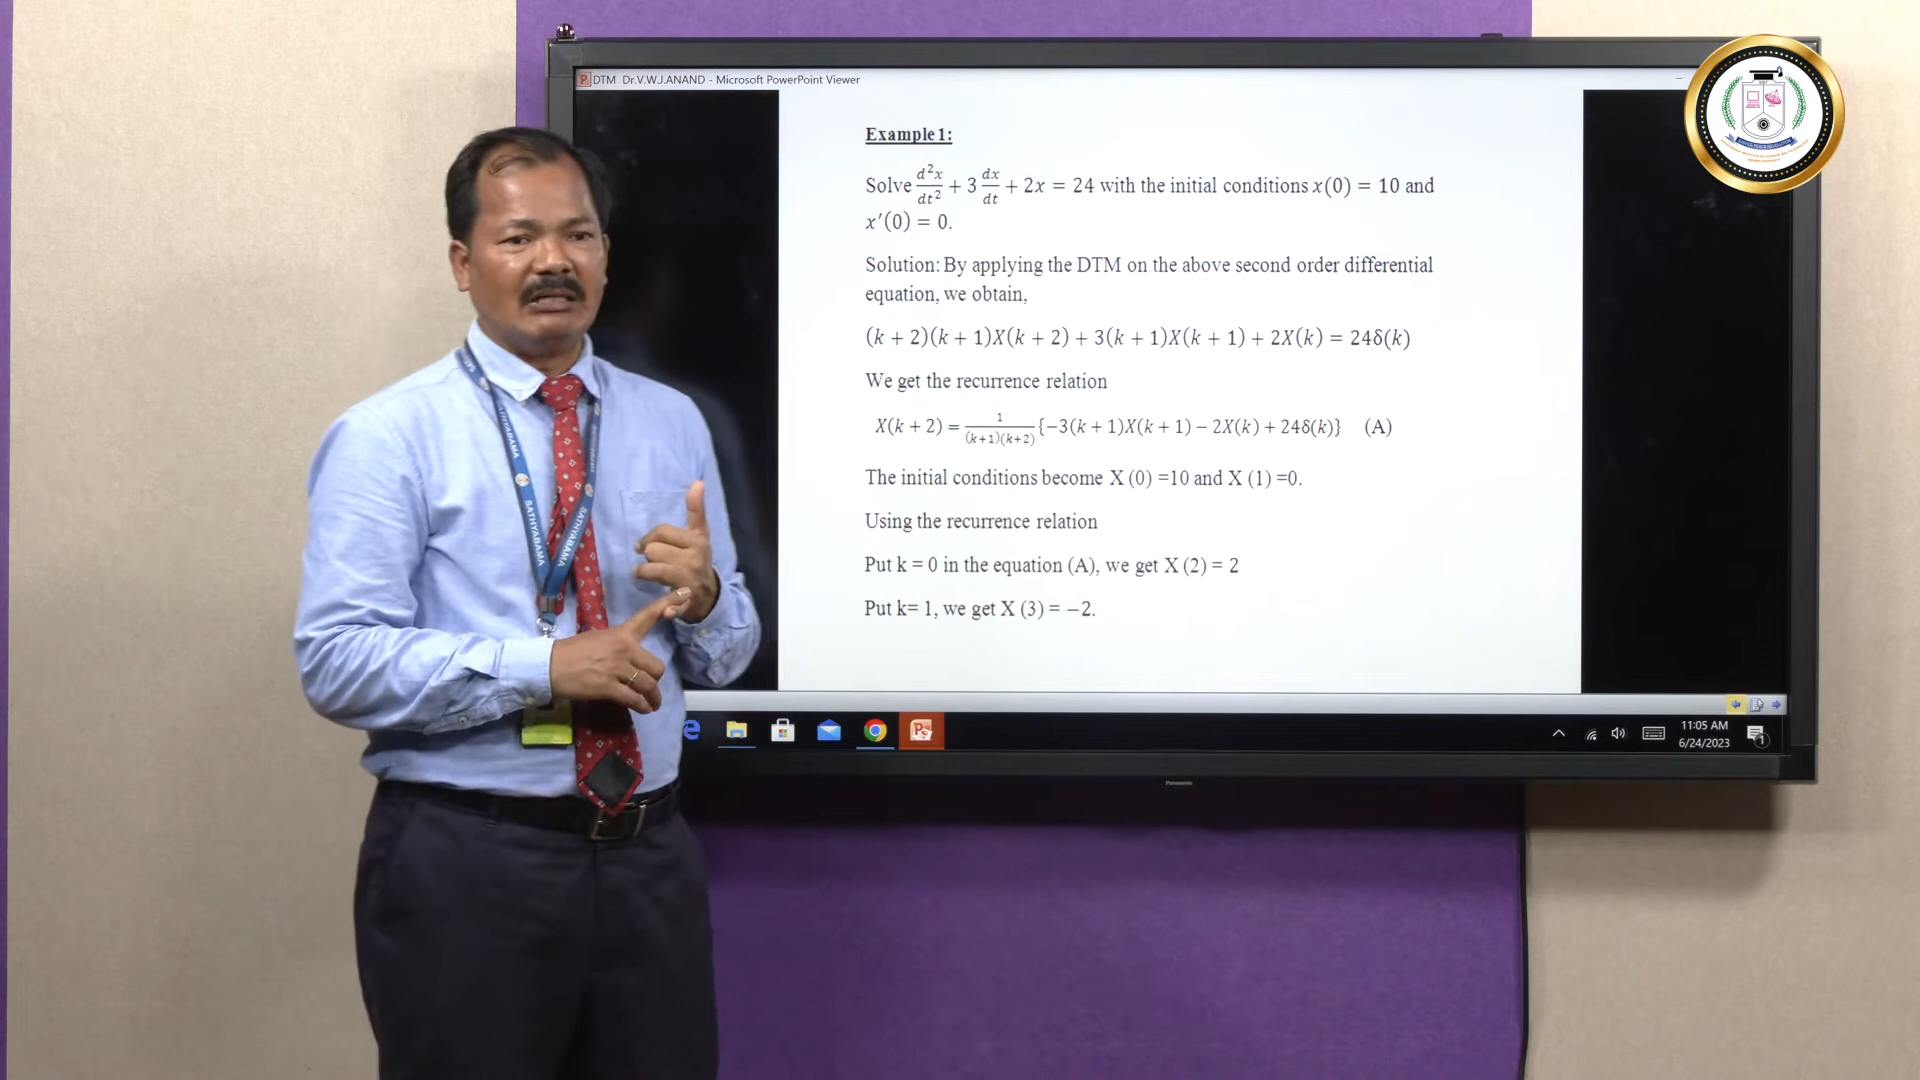 DTM Dr.V.W.J.ANAND - Microsoft PowerPoint Viewer
Example 1:
Solve d²x/dt² + 3 dx/dt + 2x = 24 with the initial conditions x(0) = 10 and
x′(0) = 0.
Solution: By applying the DTM on the above second order differential
equation, we obtain,
(k + 2)(k + 1)X(k + 2) + 3(k + 1)X(k + 1) + 2X(k) = 24δ(k)
We get the recurrence relation
X(k + 2) = 1/(k+1)(k+2) {−3(k + 1)X(k + 1) − 2X(k) + 24δ(k)} (A)
The initial conditions become X (0) =10 and X (1) =0.
Using the recurrence relation
Put k = 0 in the equation (A), we get X (2) = 2
Put k= 1, we get X (3) = −2.
SATHYABAMA
SATHYABAMA
SATHYABAMA
11:05 AM
6/24/2023
1
Panasonic